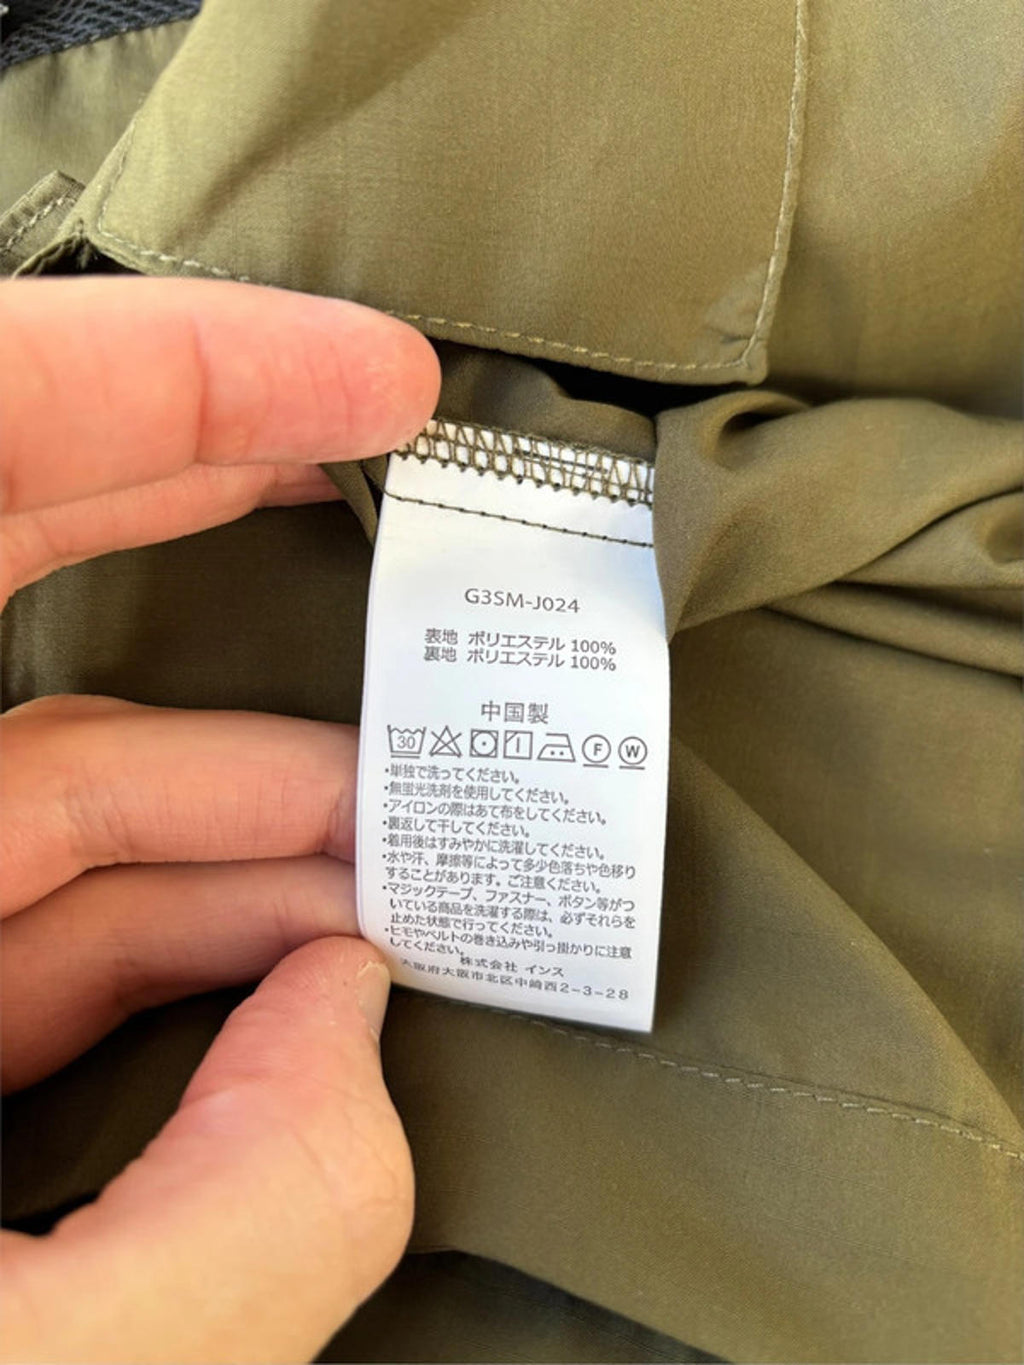 G3SM-J024
表地 ポリエステル 100%
裏地 ポリエステル 100%
中国製
30 F W
・単独で洗ってください。
・無蛍光洗剤を使用してください。
・アイロンの際はあて布をしてください。
・裏返して干してください。
・着用後はすみやかに洗濯してください。
・水や汗、摩擦等によって多少色落ちや色移り
することがあります。ご注意ください。
・マジックテープ、ファスナー、ボタン等がつ
いている商品を洗濯する際は、必ずそれらを
止めた状態で行ってください。
・ヒモやベルトの巻き込みや引っ掛かりに注意
してください。
株式会社 インス
大阪府大阪市北区中崎西2-3-28